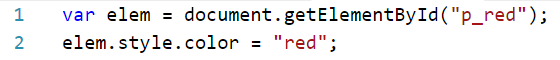 1 var elem = document.getElementById("p_red");
2 elem.style.color = "red";